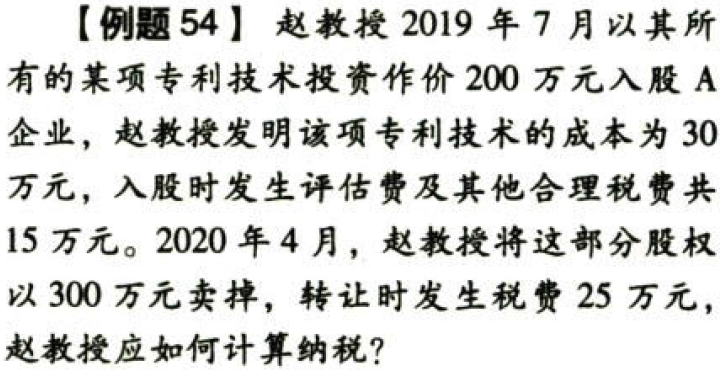 【例题54】 赵教授 2019 年 7 月以其所
有的某项专利技术投资作价 200 万元入股 A
企业，赵教授发明该项专利技术的成本为 30
万元，入股时发生评估费及其他合理税费共
15 万元。2020 年 4 月，赵教授将这部分股权
以 300 万元卖掉，转让时发生税费 25 万元，
赵教授应如何计算纳税?